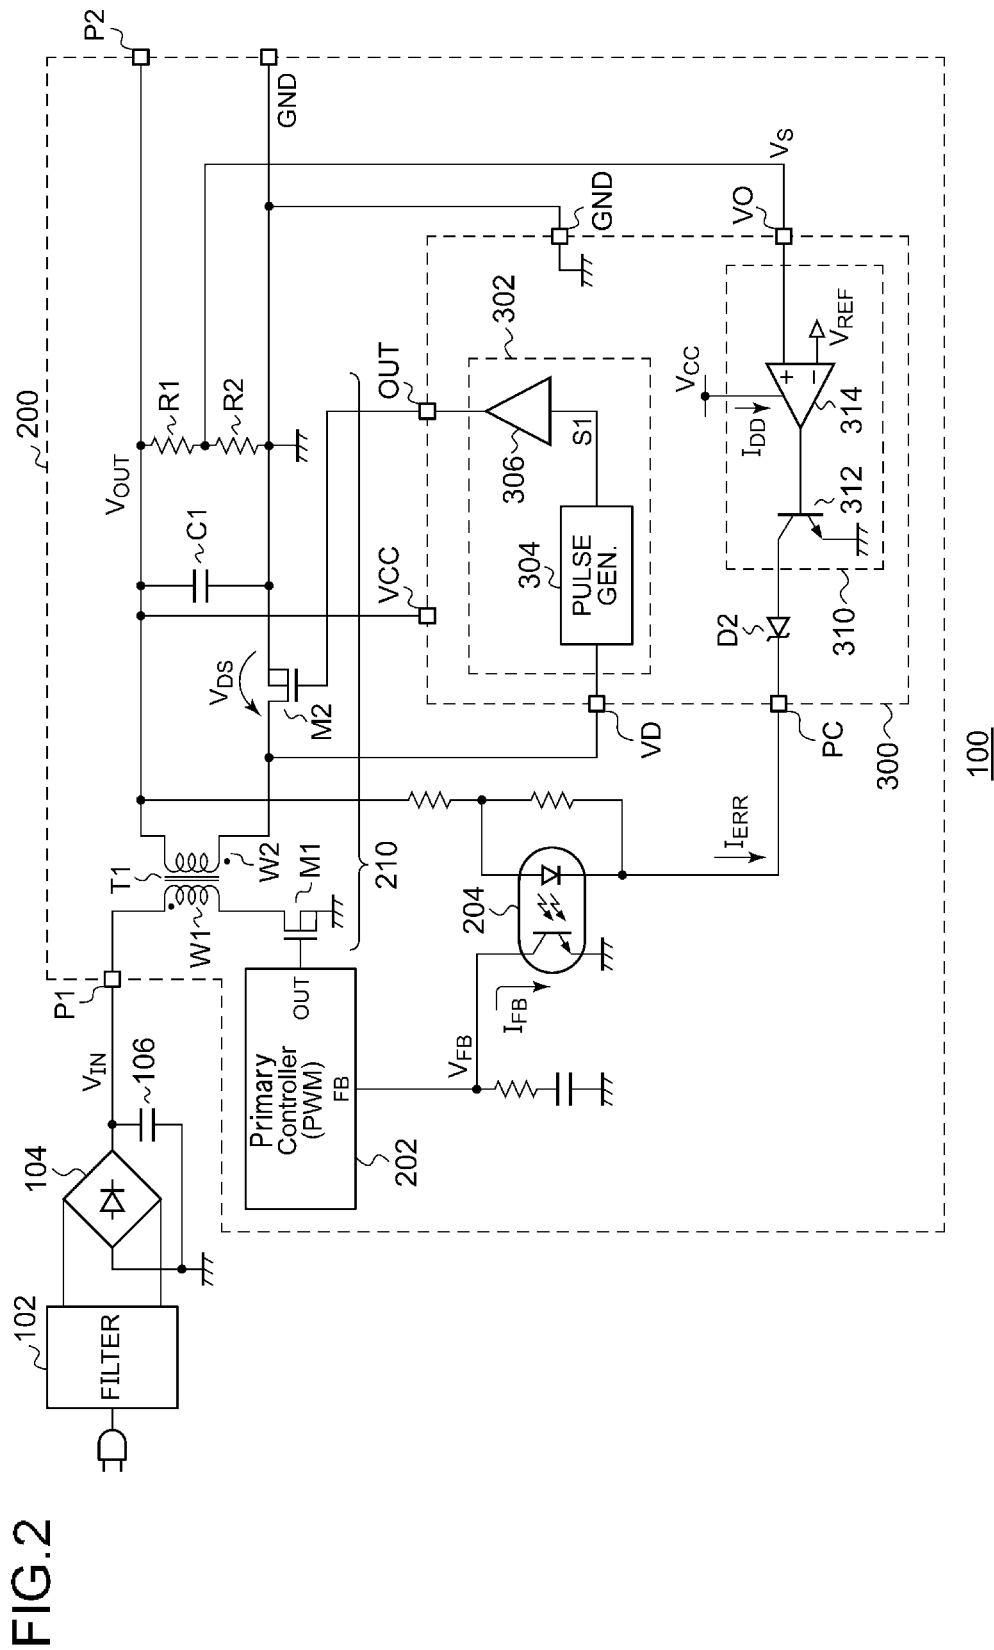 FIG.2
100
200
P2
GND
VOUT
R1
R2
C1
VCC
VDS
M2
T1
W1
W2
M1
210
P1
VIN
106
104
102
FILTER
Primary
Controller
(PWM)
OUT
FB
202
VFB
IFB
204
IERR
OUT
GND
302
306
S1
304
PULSE
GEN.
VD
VO
VS
VCC
IDD
VREF
314
312
310
D2
PC
300